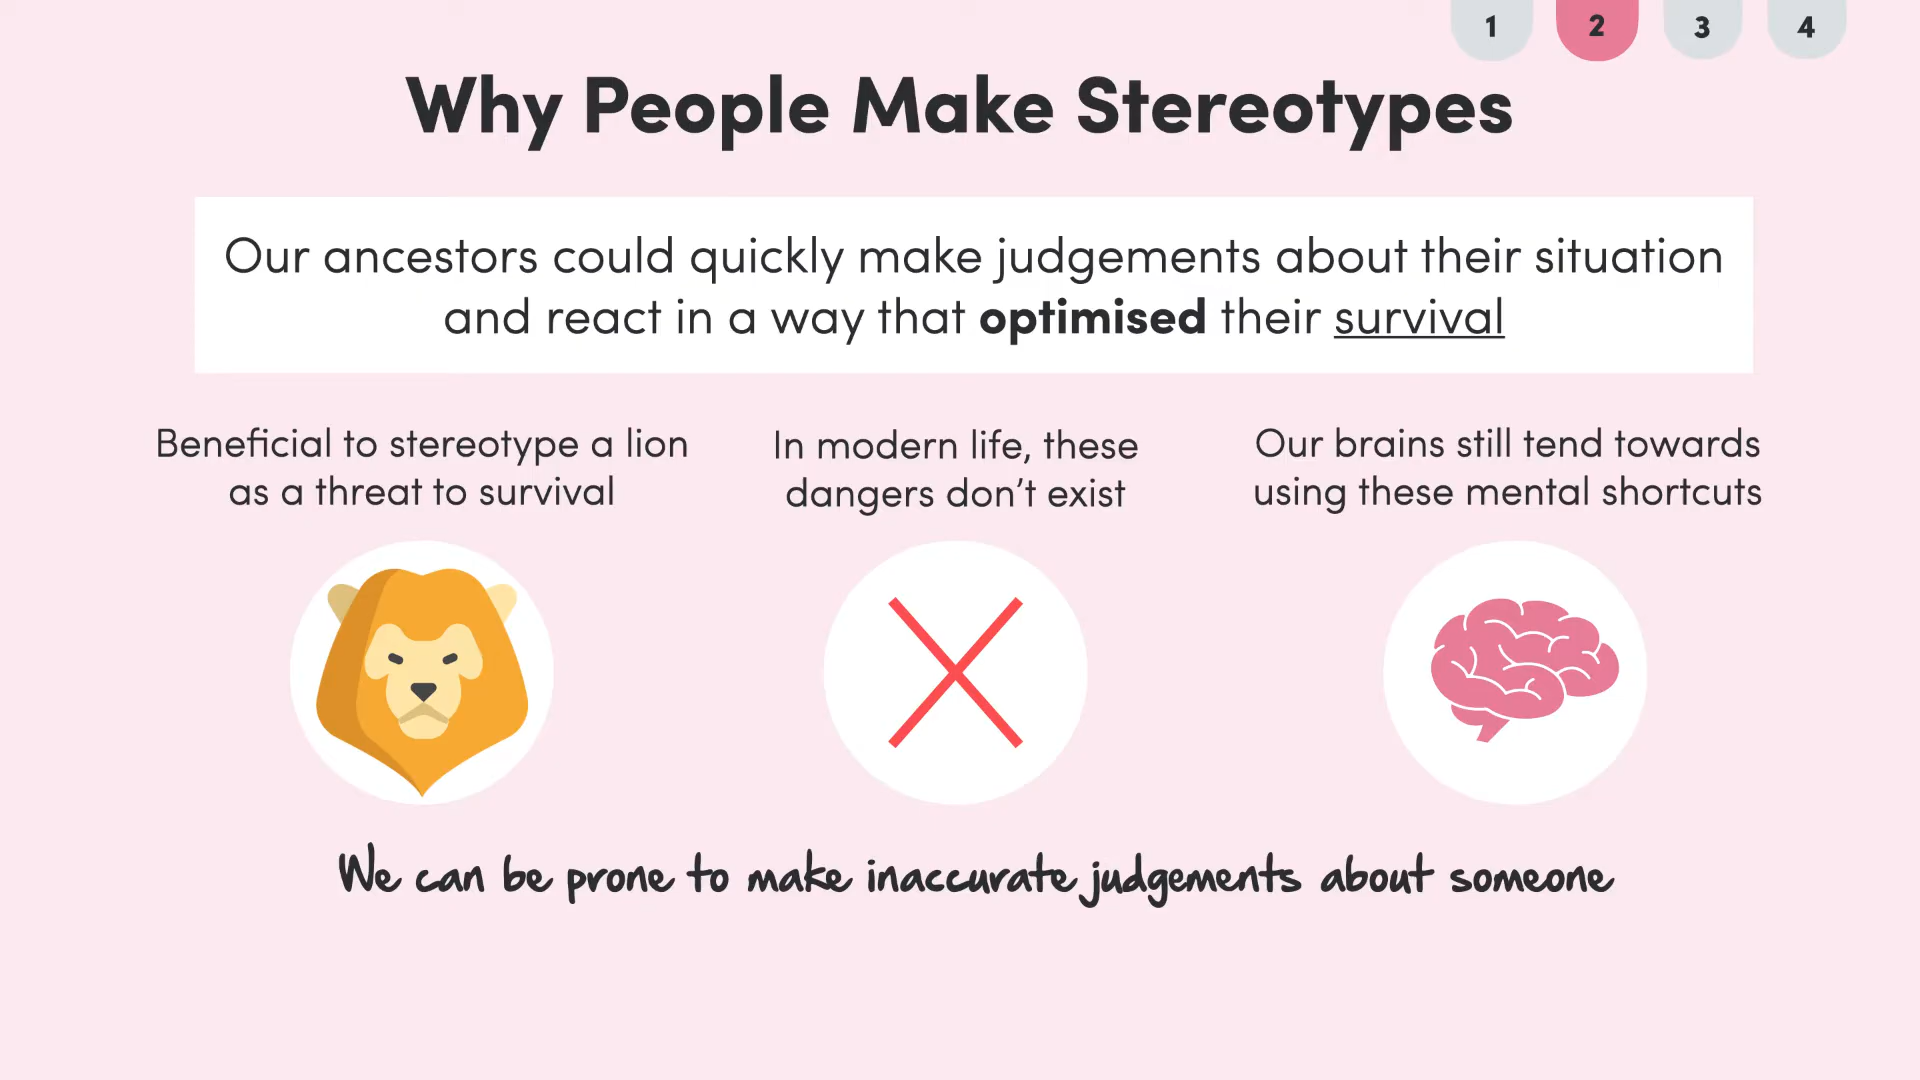 1 2 3 4
Why People Make Stereotypes
Our ancestors could quickly make judgements about their situation
and react in a way that optimised their survival
Beneficial to stereotype a lion
as a threat to survival
In modern life, these
dangers don't exist
Our brains still tend towards
using these mental shortcuts
We can be prone to make inaccurate judgements about someone